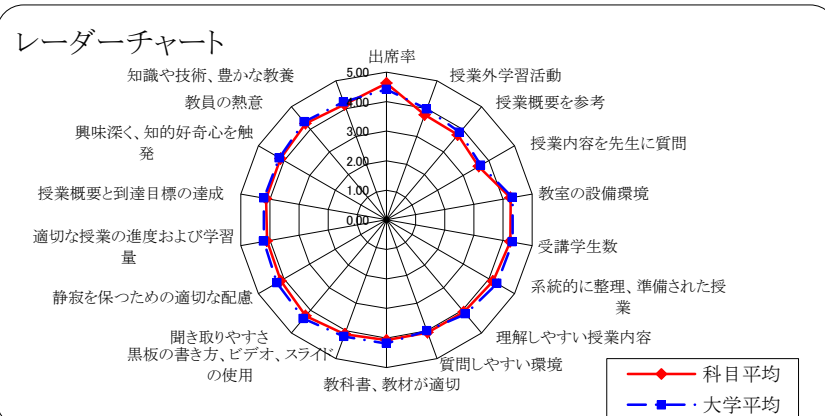 レーダーチャート
出席率
授業外学習活動
授業概要を参考
授業内容を先生に質問
教室の設備環境
受講学生数
系統的に整理、準備された授
業
理解しやすい授業内容
質問しやすい環境
教科書、教材が適切
黒板の書き方、ビデオ、スライド
の使用
聞き取りやすさ
静寂を保つための適切な配慮
適切な授業の進度および学習
量
授業概要と到達目標の達成
興味深く、知的好奇心を触
発
教員の熱意
知識や技術、豊かな教養
5.00
4.00
3.00
2.00
1.00
0.00
科目平均
大学平均